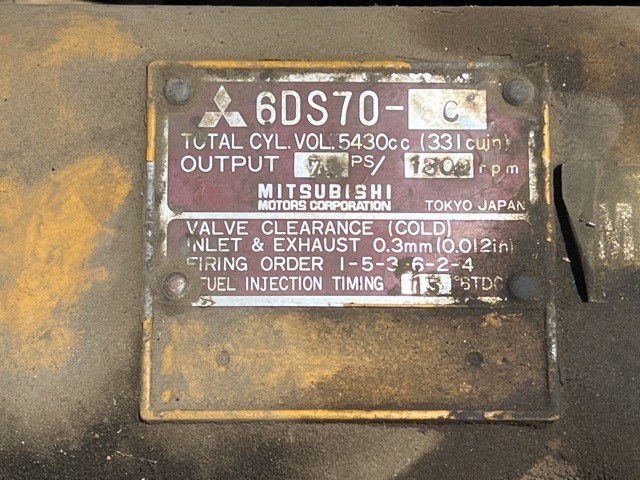 6DS70- C
TOTAL CYL. VOL. 5430cc (331cuin)
OUTPUT PS/ 1800 rpm
MITSUBISHI
MOTORS CORPORATION TOKYO JAPAN
VALVE CLEARANCE (COLD)
INLET & EXHAUST 0.3mm (0.012in)
FIRING ORDER 1-5-3-6-2-4
FUEL INJECTION TIMING 15 °BTDC